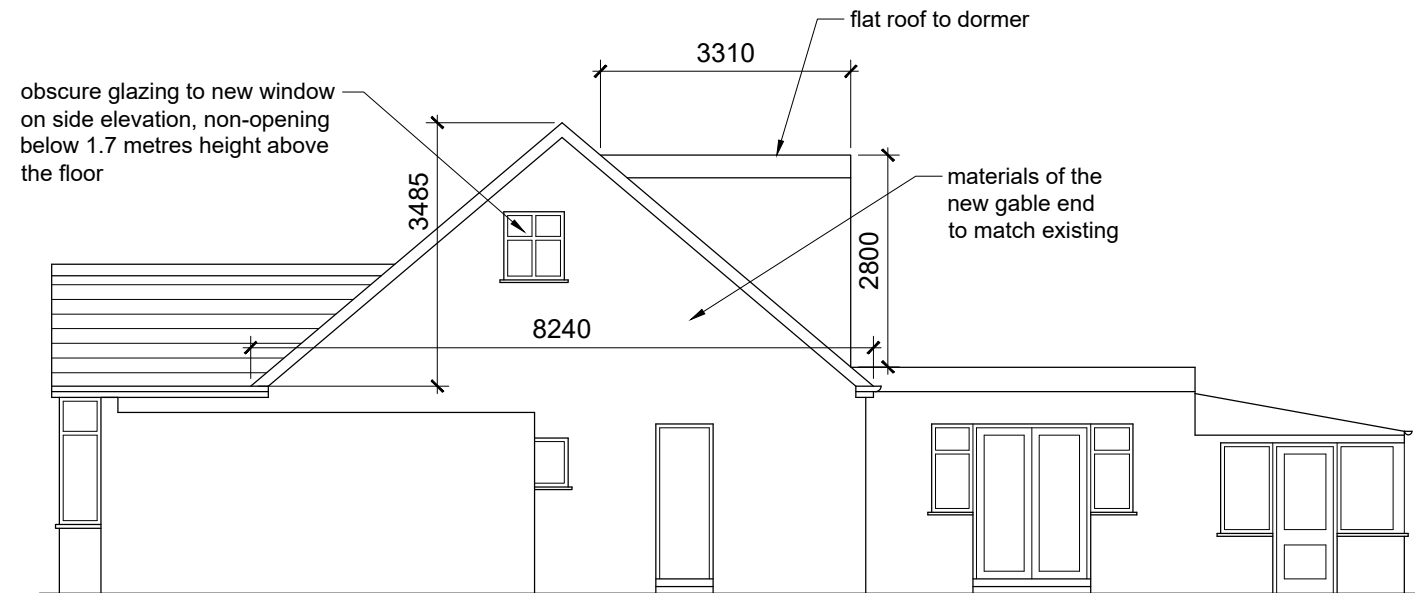 flat roof to dormer
3310
obscure glazing to new window
on side elevation, non-opening
below 1.7 metres height above
the floor
3485
materials of the
new gable end
to match existing
2800
8240